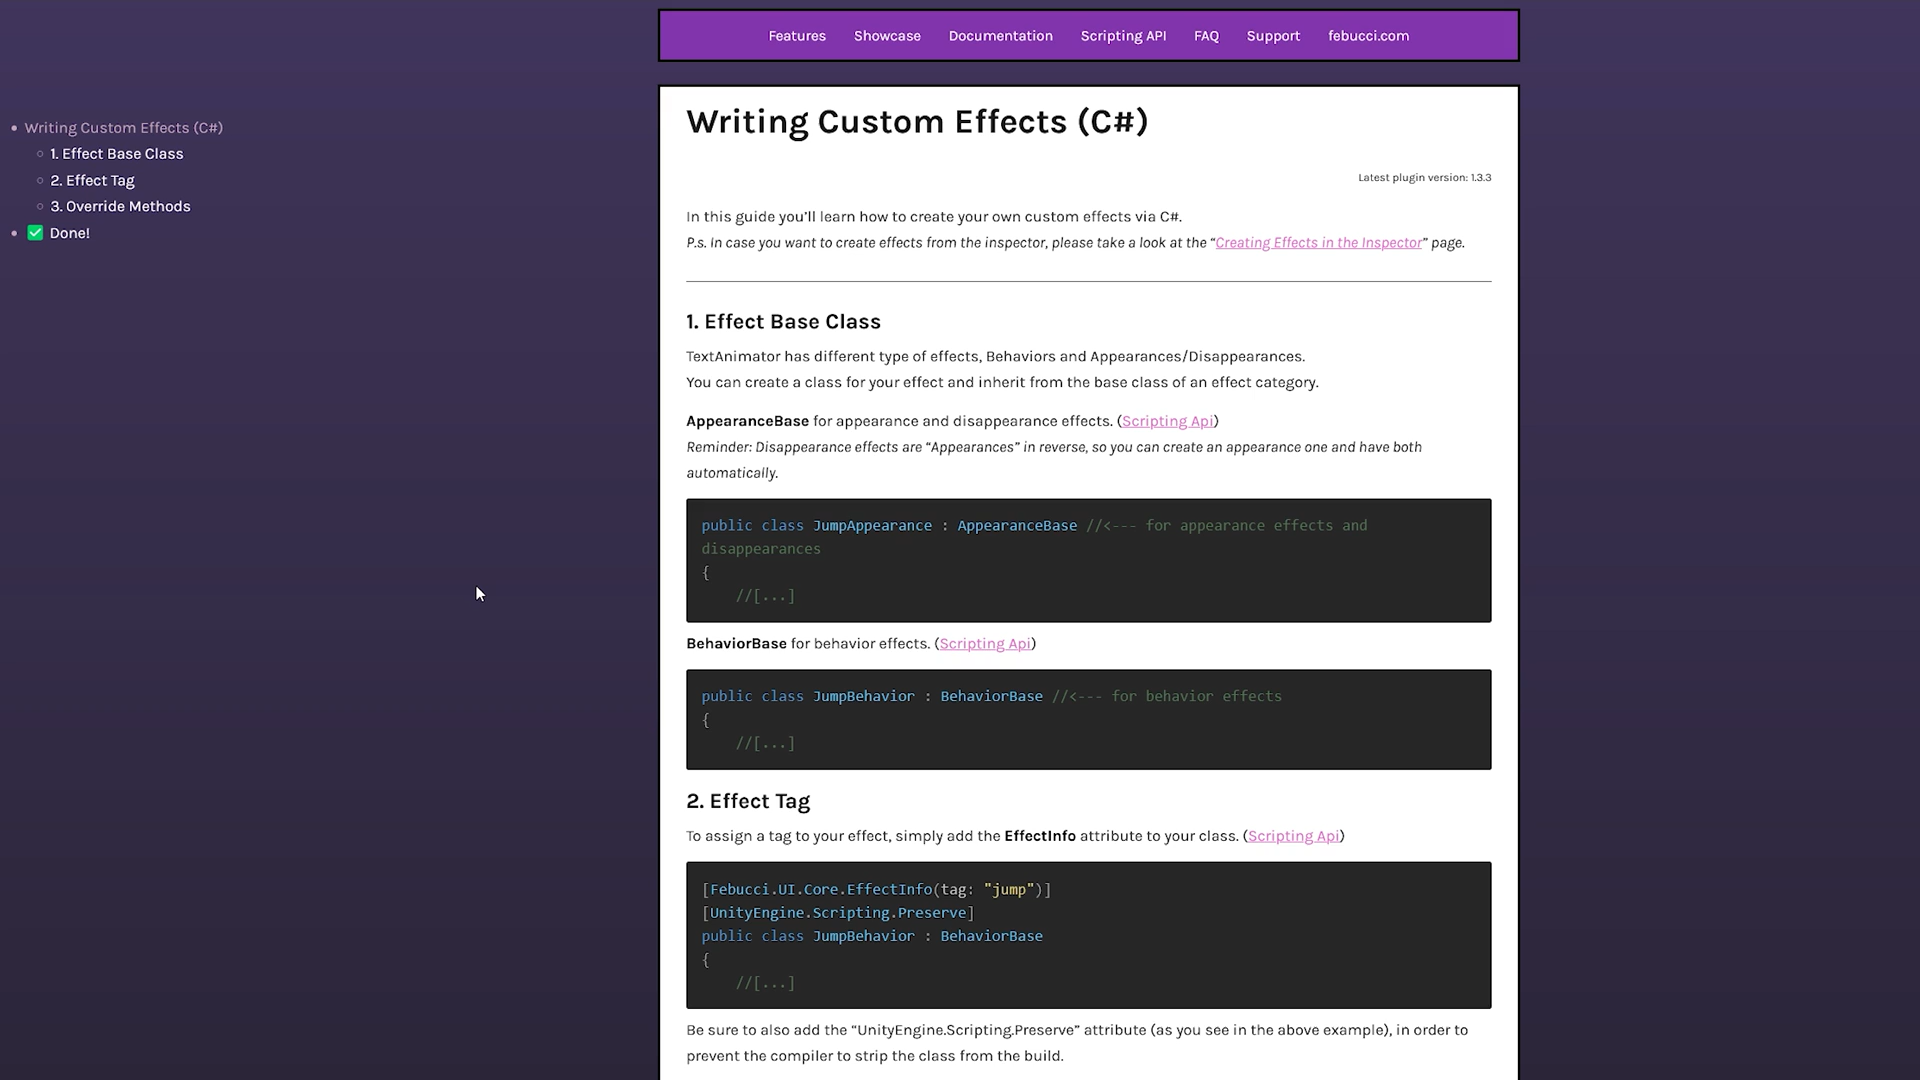 Features Showcase Documentation Scripting API FAQ Support febucci.com
Writing Custom Effects (C#)
1. Effect Base Class
2. Effect Tag
3. Override Methods
✅ Done!
Writing Custom Effects (C#)
Latest plugin version: 1.3.3
In this guide you'll learn how to create your own custom effects via C#.
P.s. In case you want to create effects from the inspector, please take a look at the “Creating Effects in the Inspector” page.
1. Effect Base Class
TextAnimator has different type of effects, Behaviors and Appearances/Disappearances.
You can create a class for your effect and inherit from the base class of an effect category.
AppearanceBase for appearance and disappearance effects. (Scripting Api)
Reminder: Disappearance effects are “Appearances” in reverse, so you can create an appearance one and have both
automatically.
public class JumpAppearance : AppearanceBase //<--- for appearance effects and
disappearances
{
//[...]
BehaviorBase for behavior effects. (Scripting Api)
public class JumpBehavior : BehaviorBase //<--- for behavior effects
{
//[...]
2. Effect Tag
To assign a tag to your effect, simply add the EffectInfo attribute to your class. (Scripting Api)
[Febucci.UI.Core.EffectInfo(tag: "jump")]
[UnityEngine.Scripting.Preserve]
public class JumpBehavior : BehaviorBase
{
//[...]
Be sure to also add the “UnityEngine.Scripting.Preserve” attribute (as you see in the above example), in order to
prevent the compiler to strip the class from the build.